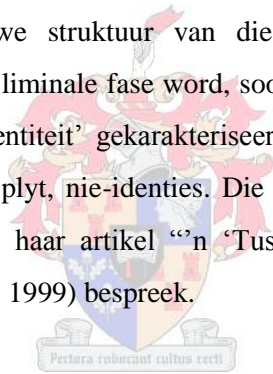 we struktuur van die
liminale fase word, soo
entiteit’ gekarakteriseer
plyt, nie-identies. Die
haar artikel “’n ‘Tus
1999) bespreek.
Pectora roborant cultus recti